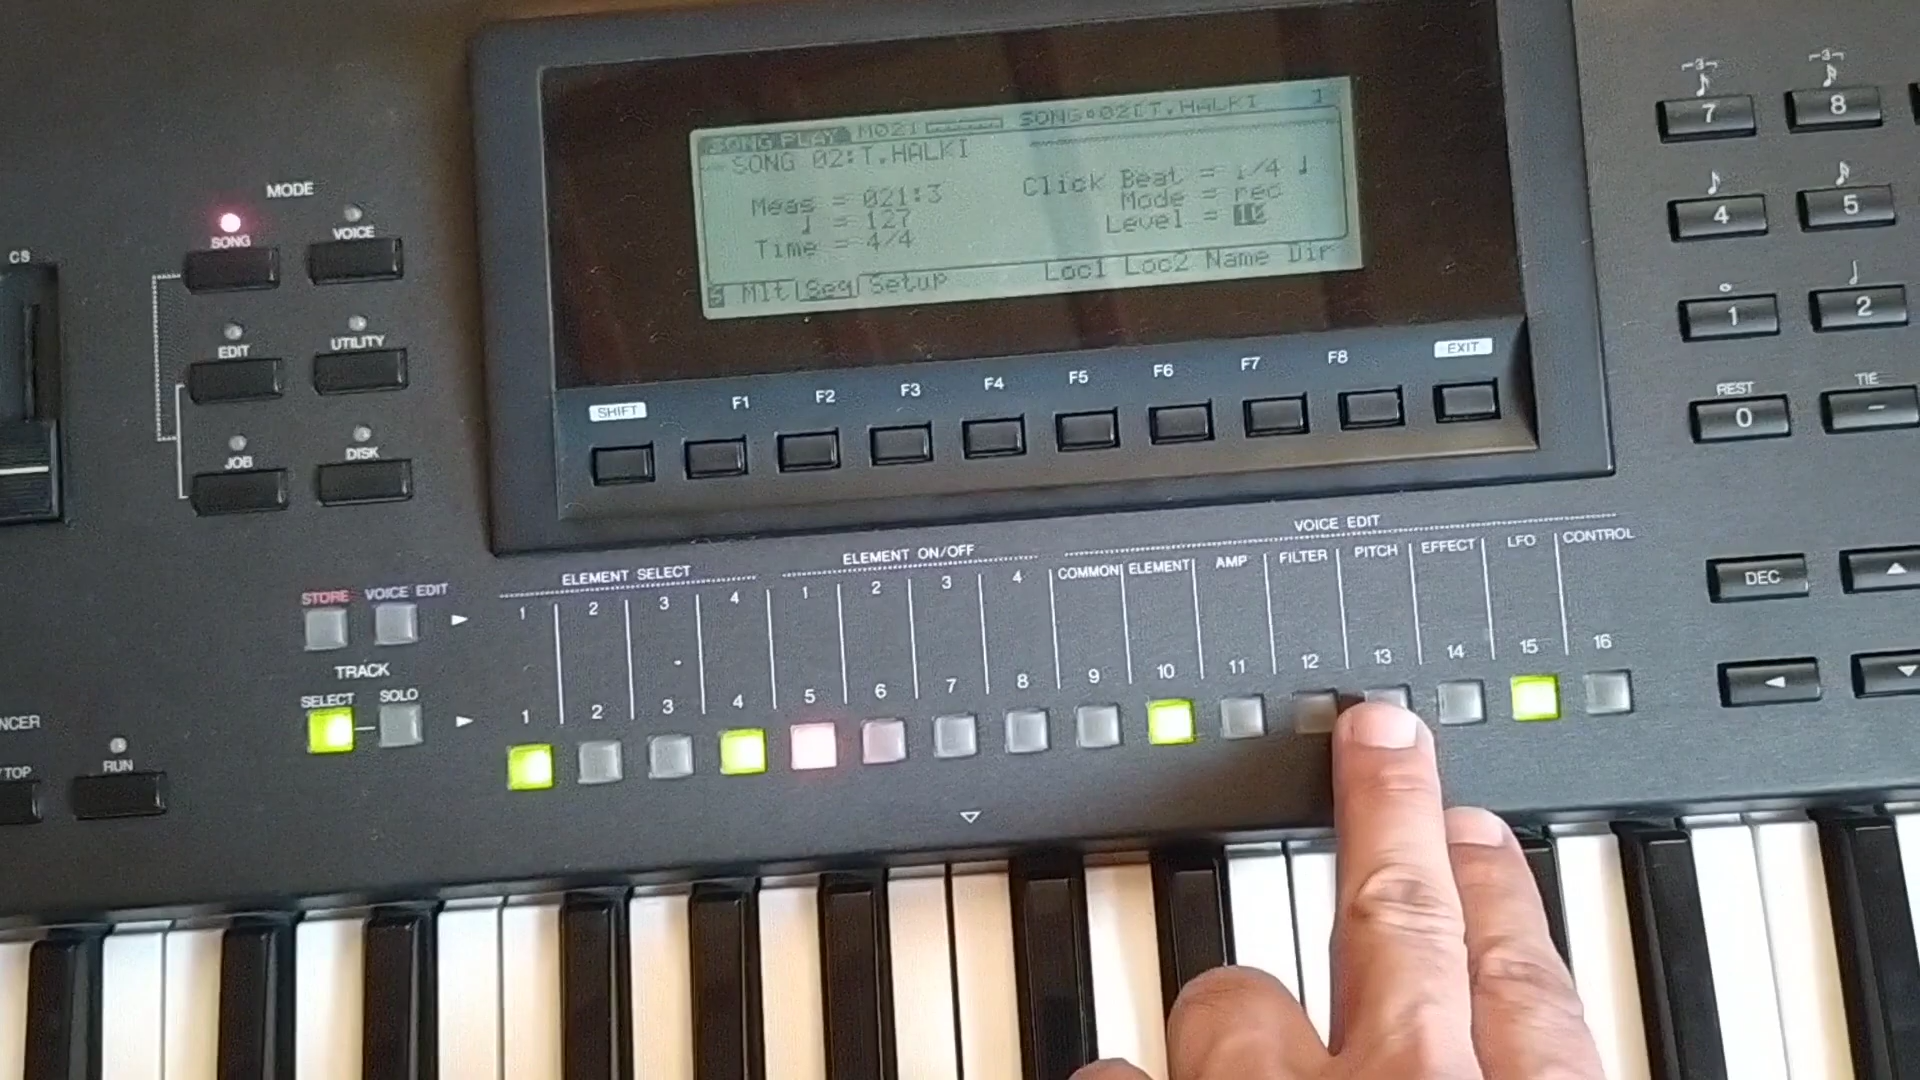 CS
MODE
SONG
VOICE
EDIT
UTILITY
JOB
DISK
SONG PLAY M021 SONG 02[T.HALKI ]
SONG 02:T.HALKI
Meas = 021:3
♩ = 127
Time = 4/4
Click Beat = 1/4 ♩
Mode = rec
Level = 10
Mlt Seq Setup
Loc1 Loc2 Name Dir
SHIFT F1 F2 F3 F4 F5 F6 F7 F8 EXIT
3 3
7 8
4 5
1 2
REST TIE
0 −
DEC
STORE VOICE EDIT
ELEMENT SELECT
1 2 3 4
ELEMENT ON/OFF
1 2 3 4
VOICE EDIT
COMMON ELEMENT AMP FILTER PITCH EFFECT LFO CONTROL
TRACK
SELECT SOLO
1 2 3 4 5 6 7 8 9 10 11 12 13 14 15 16
NCER
TOP
RUN